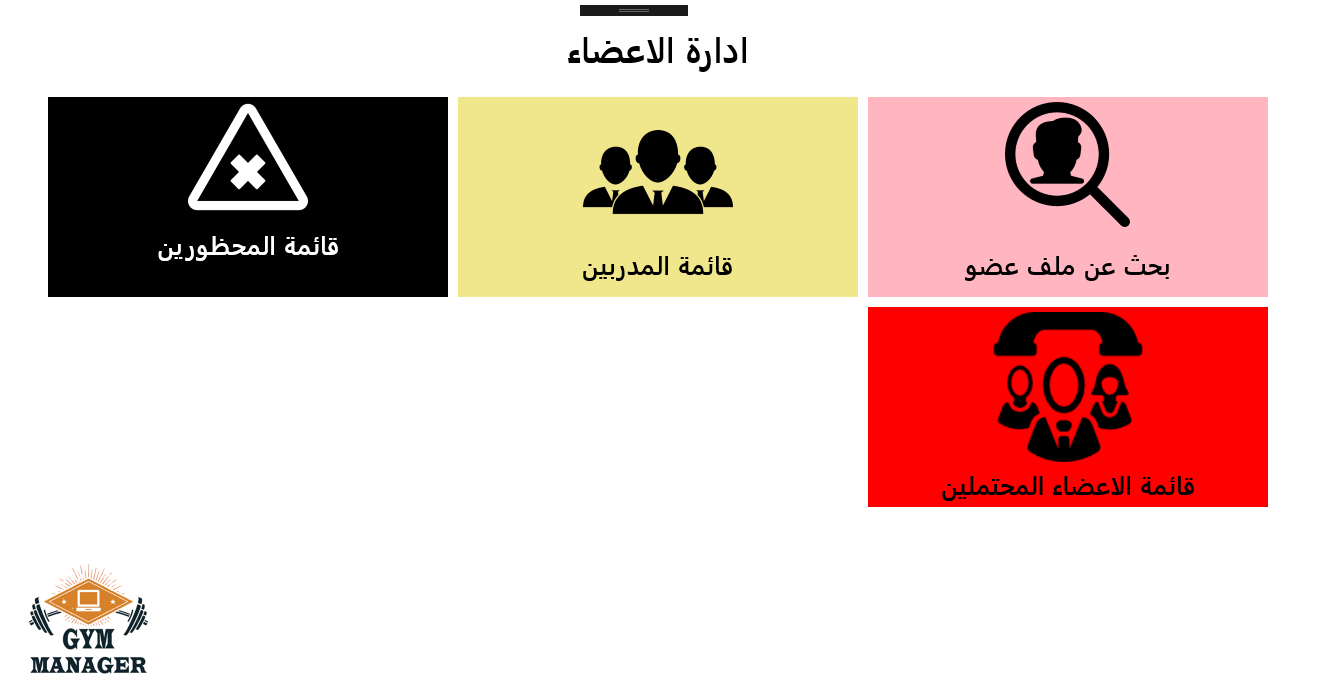 ادارة الاعضاء
بحث عن ملف عضو
قائمة المدربين
قائمة المحظورين
قائمة الاعضاء المحتملين
GYM
MANAGER